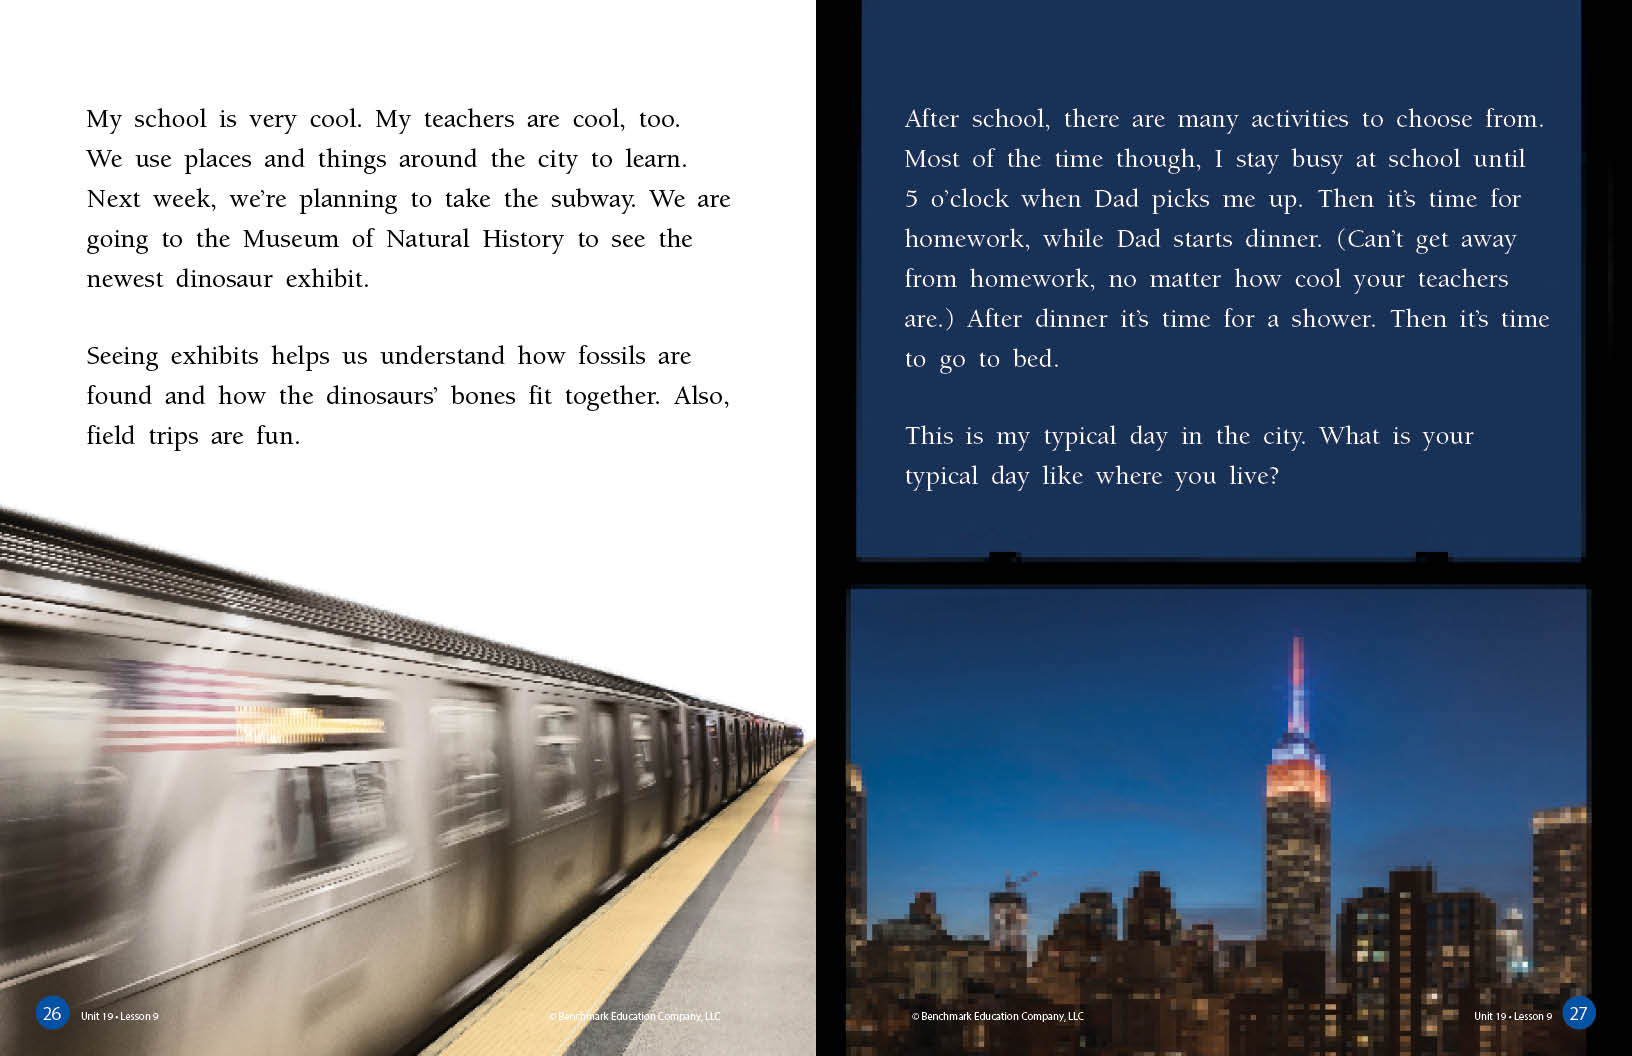 My school is very cool. My teachers are cool, too.
We use places and things around the city to learn.
Next week, we’re planning to take the subway. We are
going to the Museum of Natural History to see the
newest dinosaur exhibit.
Seeing exhibits helps us understand how fossils are
found and how the dinosaurs’ bones fit together. Also,
field trips are fun.
26 Unit 19 • Lesson 9
© Benchmark Education Company, LLC
After school, there are many activities to choose from.
Most of the time though, I stay busy at school until
5 o’clock when Dad picks me up. Then it’s time for
homework, while Dad starts dinner. (Can’t get away
from homework, no matter how cool your teachers
are.) After dinner it’s time for a shower. Then it’s time
to go to bed.
This is my typical day in the city. What is your
typical day like where you live?
© Benchmark Education Company, LLC
Unit 19 • Lesson 9 27